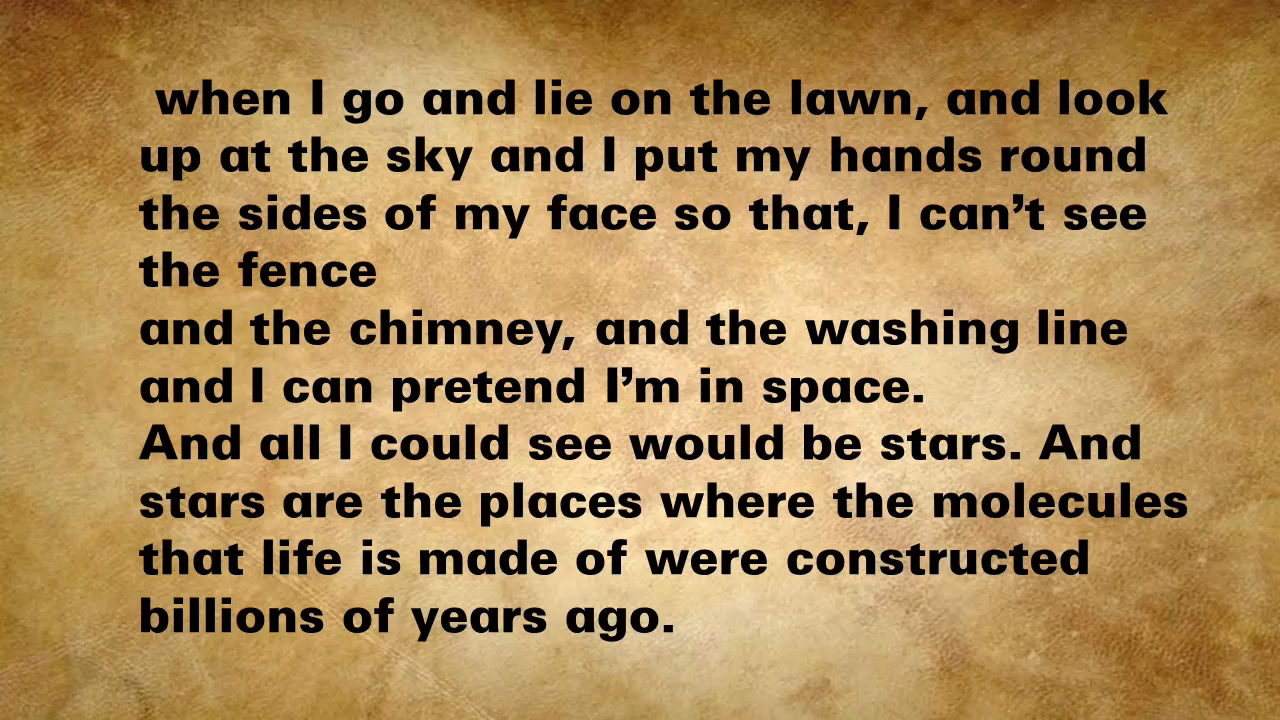 when I go and lie on the lawn, and look
up at the sky and I put my hands round
the sides of my face so that, I can’t see
the fence
and the chimney, and the washing line
and I can pretend I’m in space.
And all I could see would be stars. And
stars are the places where the molecules
that life is made of were constructed
billions of years ago.